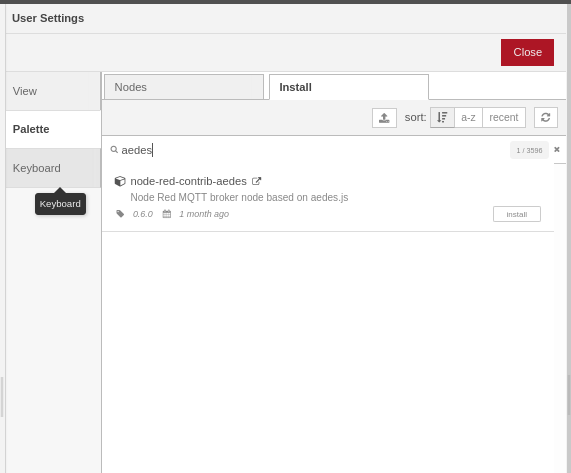 User Settings
Close
View
Palette
Keyboard
Keyboard
Nodes
Install
sort:
a-z
recent
aedes
1 / 3596
node-red-contrib-aedes
Node Red MQTT broker node based on aedes.js
0.6.0
1 month ago
install